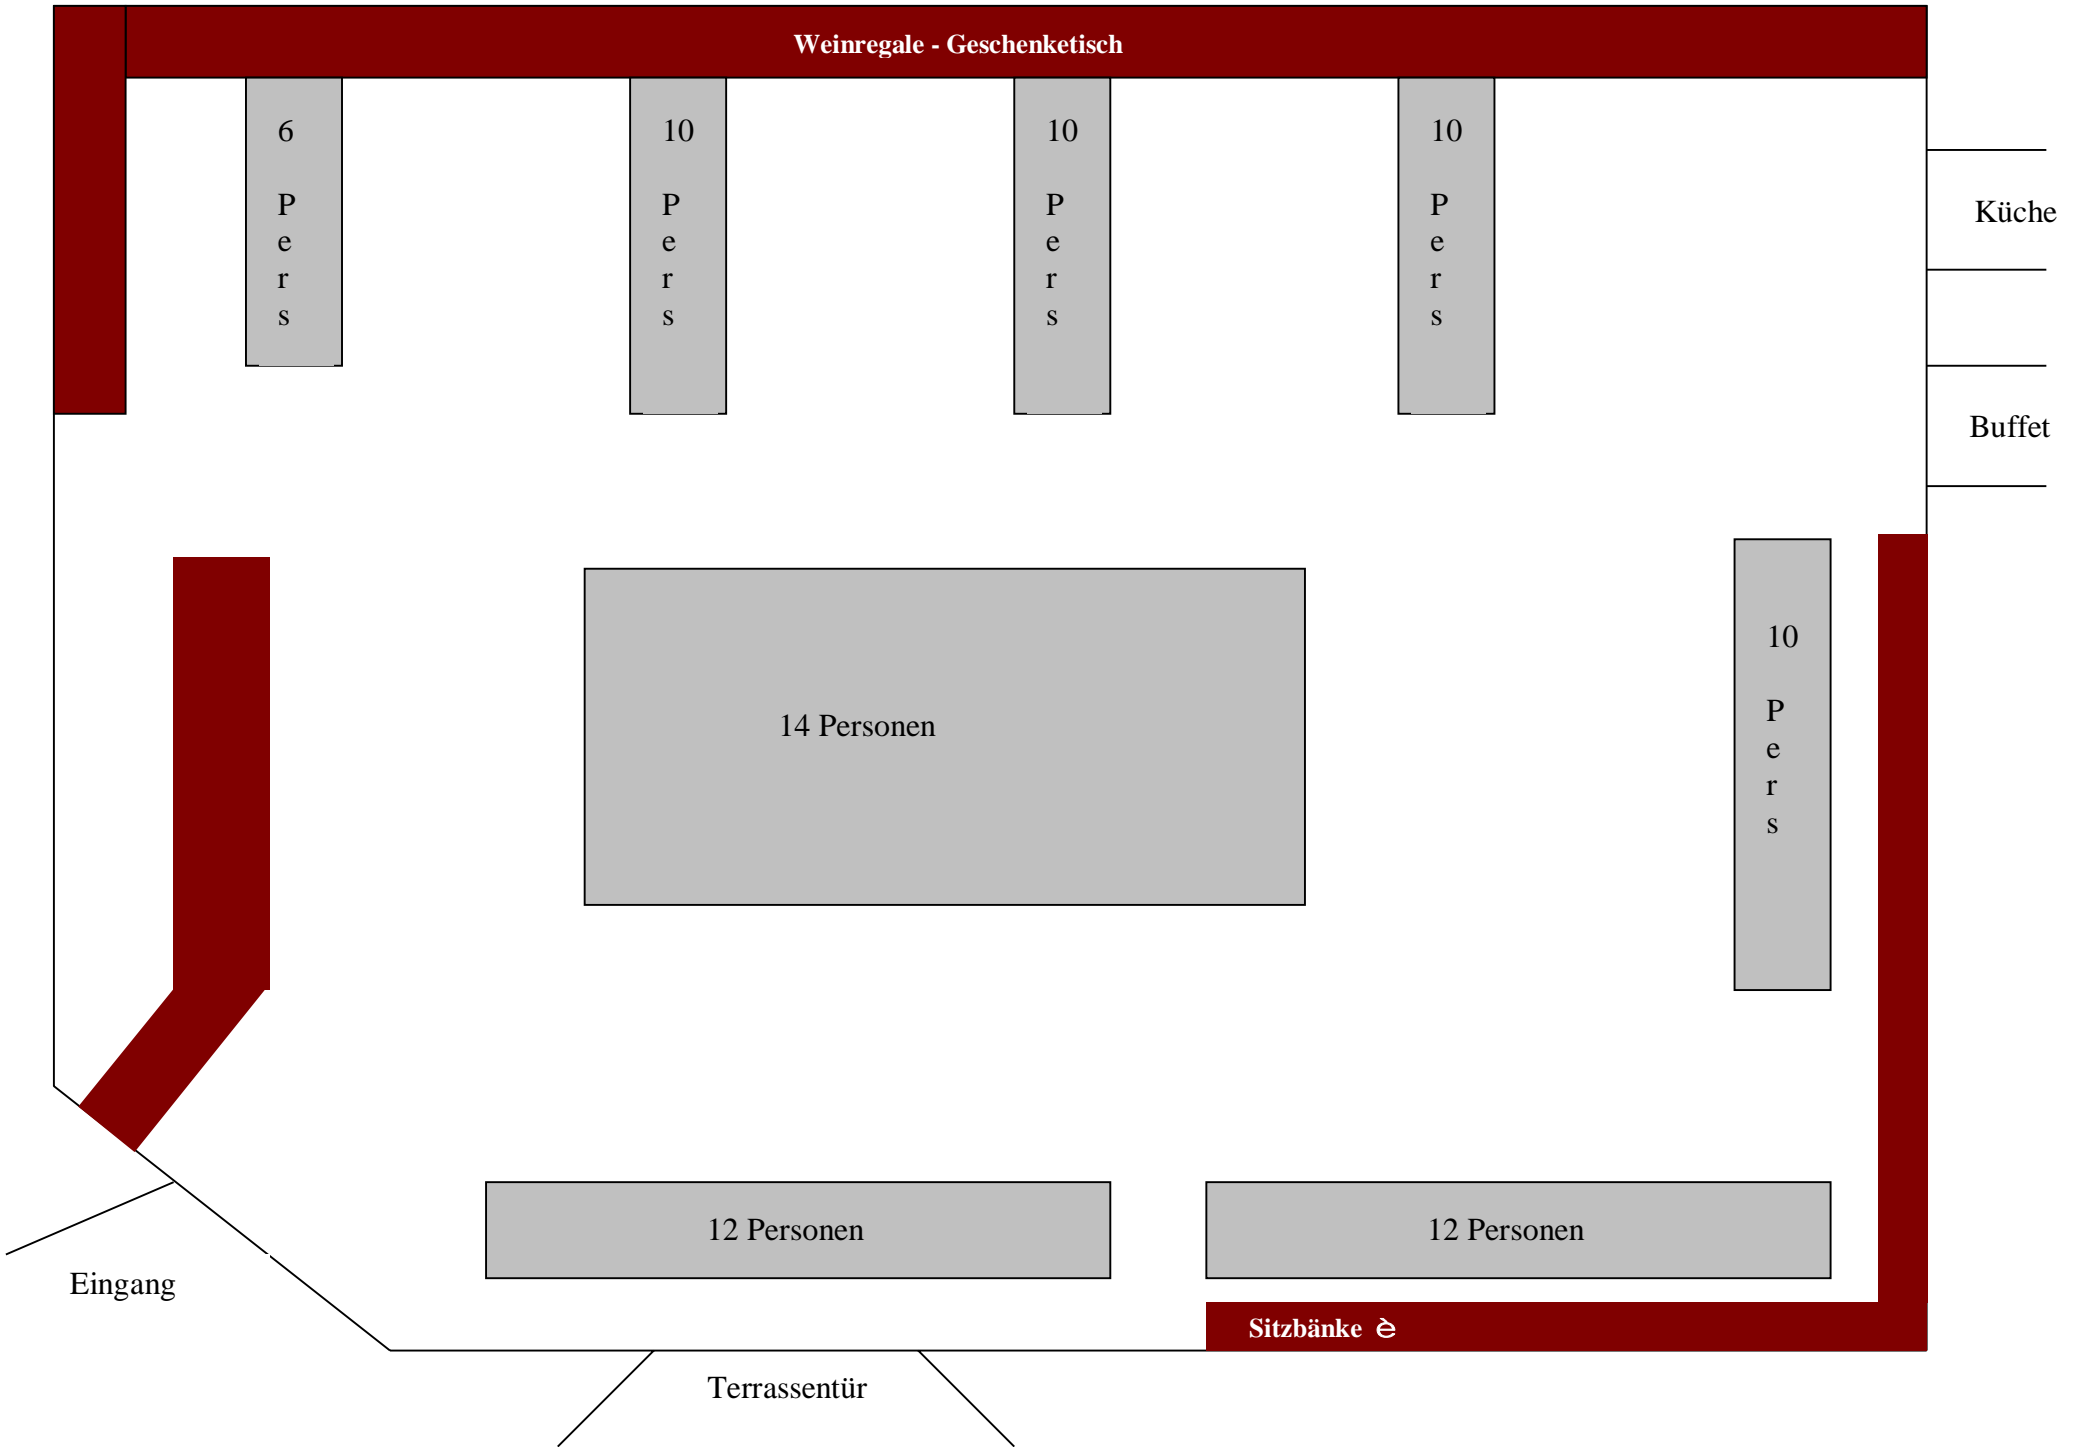 Weinregale - Geschenketisch
6
P
e
r
s
10
P
e
r
s
10
P
e
r
s
10
P
e
r
s
Küche
Buffet
10
P
e
r
s
14 Personen
12 Personen
12 Personen
Eingang
Sitzbänke è
Terrassentür